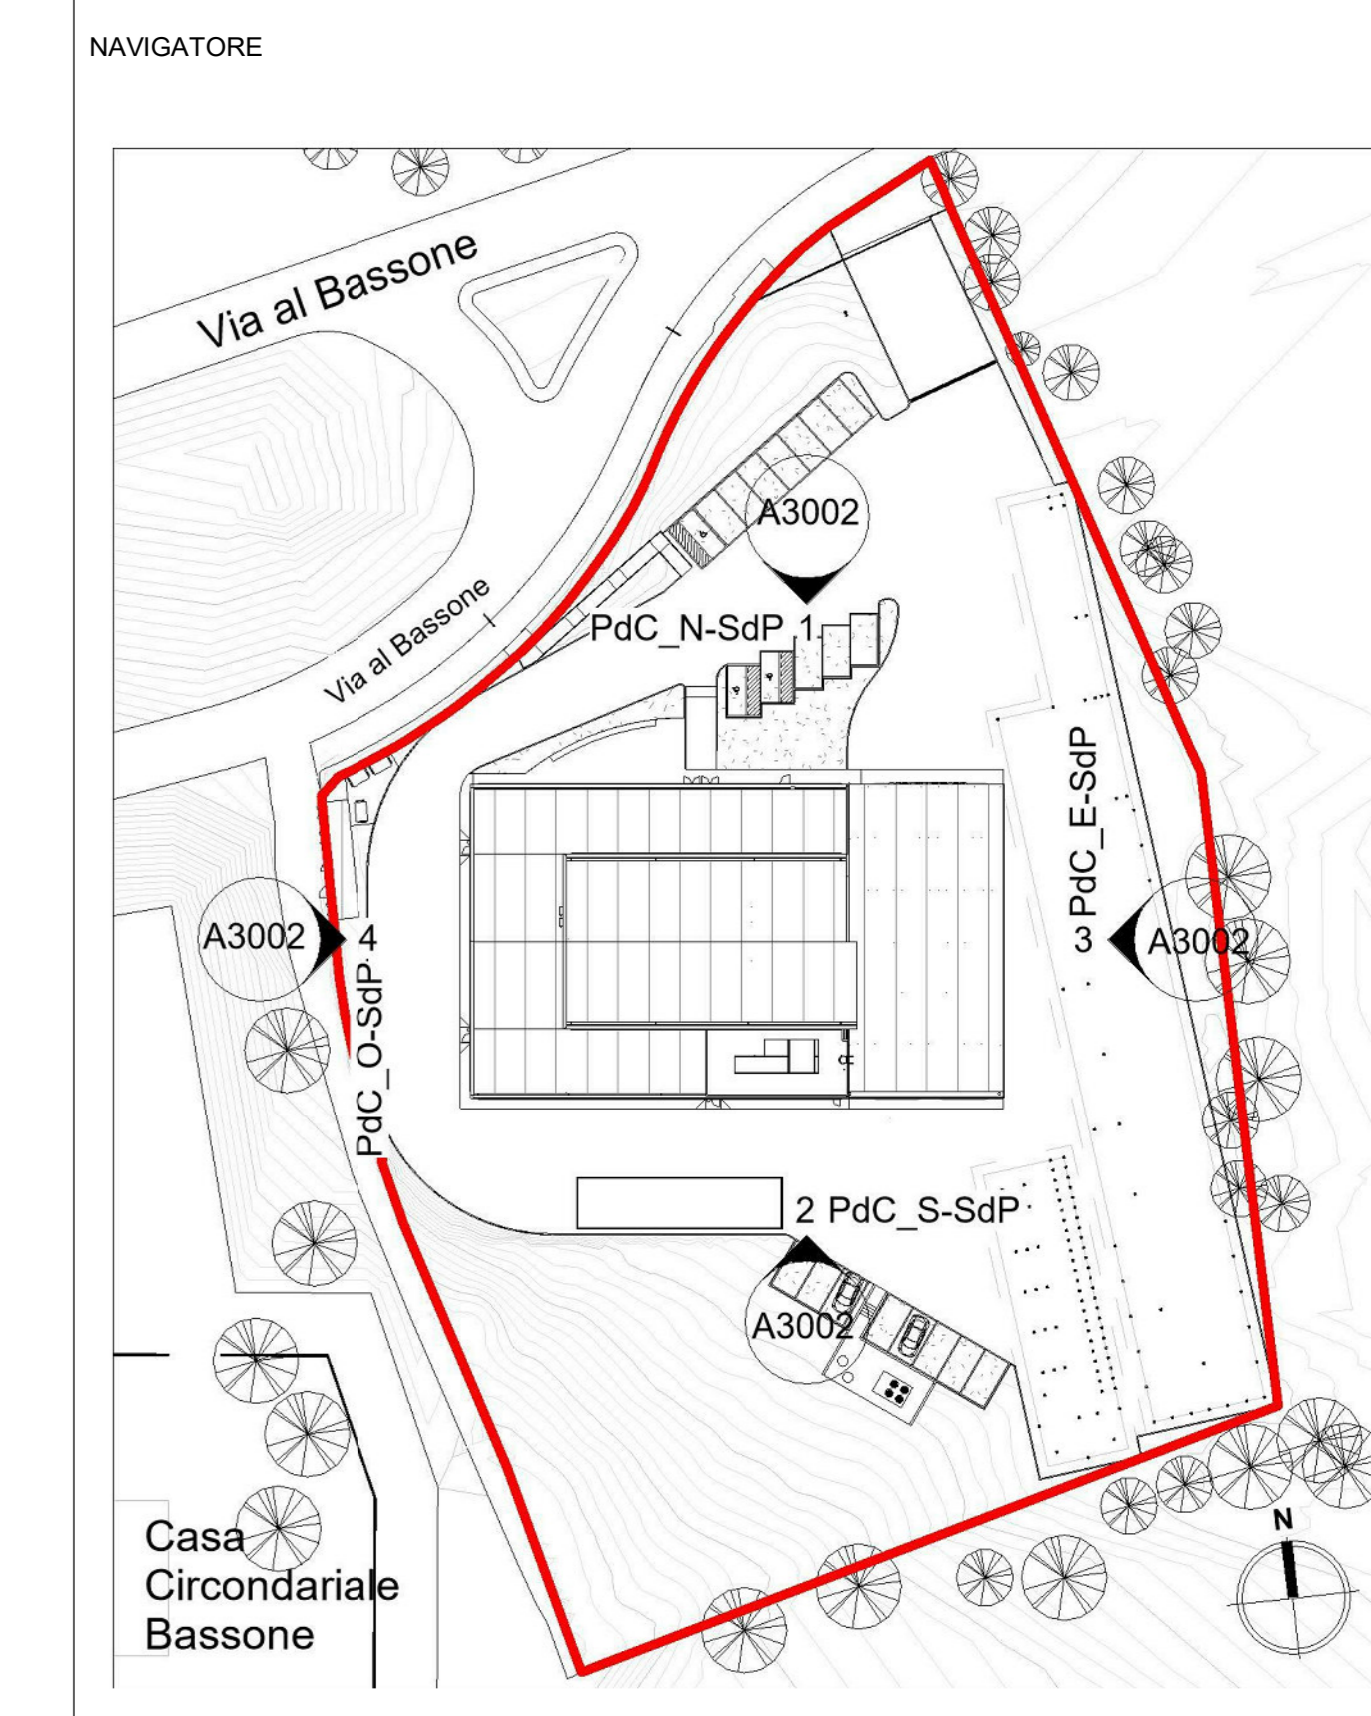 NAVIGATORE
Via al Bassone
A3002
Via al Bassone
PdC_N-SdP 1
PdC_E-SdP
A3002
4
3
A3002
PdC_O-SdP
2 PdC_S-SdP
A3002
N
Casa
Circondariale
Bassone